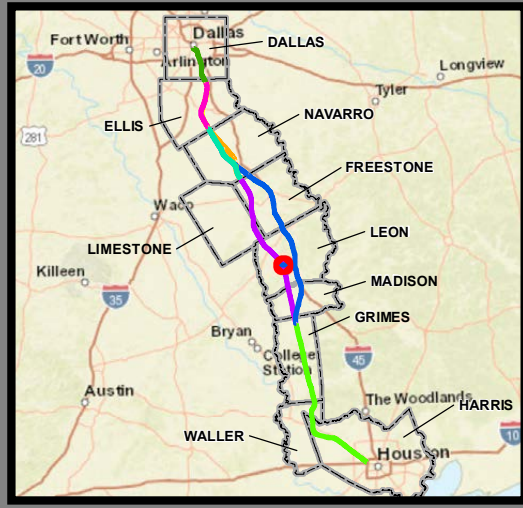 Fort Worth
Dallas
DALLAS
Arlington
20
Longview
Tyler
281
ELLIS
NAVARRO
FREESTONE
Waco
LEON
LIMESTONE
Killeen
35
MADISON
GRIMES
Bryan
College
Station
45
Austin
The Woodlands
HARRIS
WALLER
10
Houston